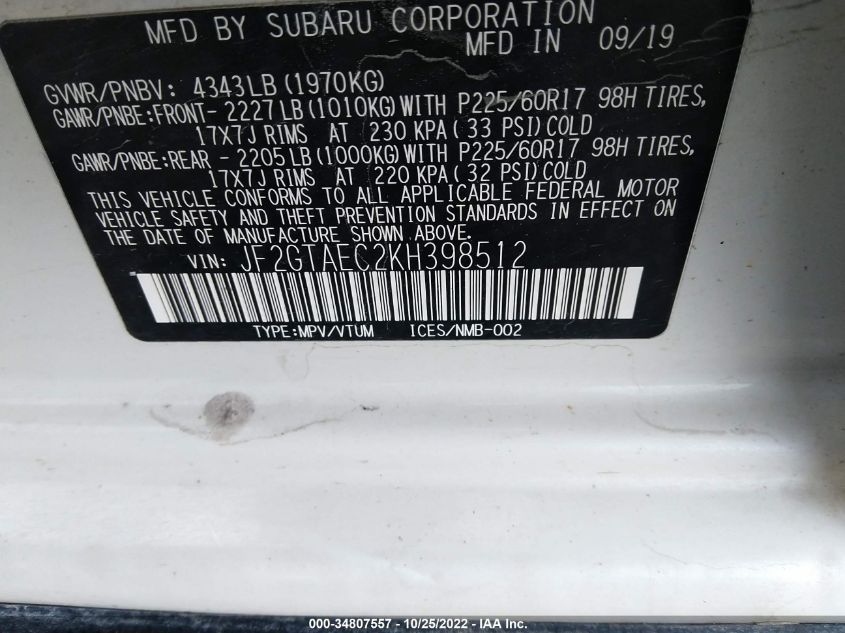 MFD BY SUBARU CORPORATION
MFD IN 09/19
GVWR/PNBV: 4343LB (1970KG)
GAWR/PNBE:FRONT- 2227LB(1010KG)WITH P225/60R17 98H TIRES,
17X7J RIMS AT 230 KPA( 33 PSI)COLD
GAWR/PNBE:REAR - 2205LB(1000KG)WITH P225/60R17 98H TIRES,
17X7J RIMS AT 220 KPA( 32 PSI)COLD
THIS VEHICLE CONFORMS TO ALL APPLICABLE FEDERAL MOTOR
VEHICLE SAFETY AND THEFT PREVENTION STANDARDS IN EFFECT ON
THE DATE OF MANUFACTURE SHOWN ABOVE.
VIN: JF2GTAEC2KH398512
TYPE:MPV/VTUM ICES/NMB-002
000-34807557 - 10/25/2022 - IAA Inc.